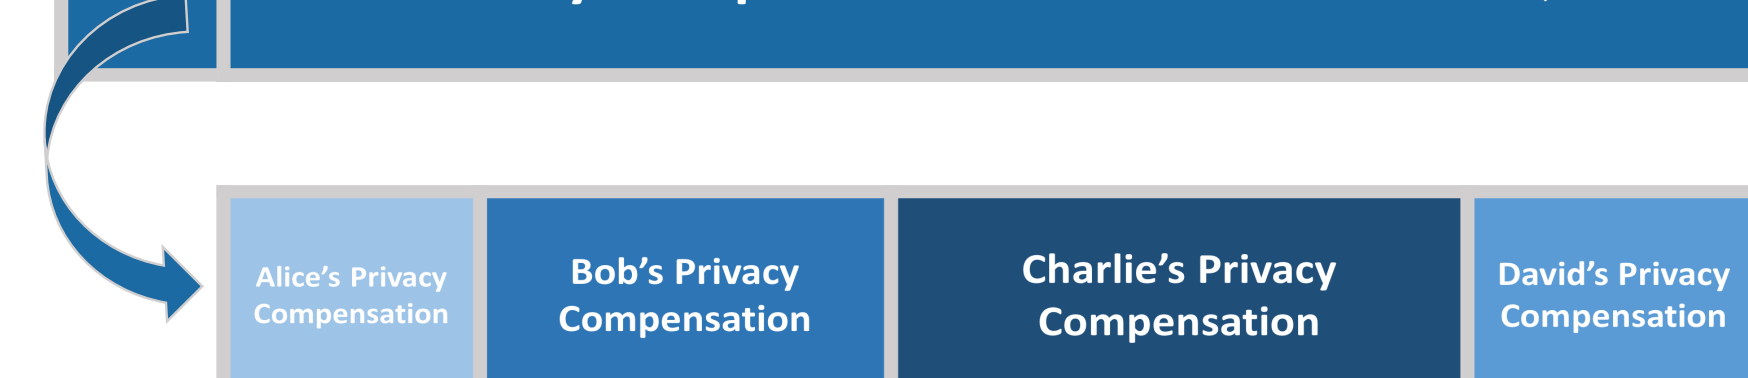 Alice’s Privacy
Compensation
Bob’s Privacy
Compensation
Charlie’s Privacy
Compensation
David’s Privacy
Compensation